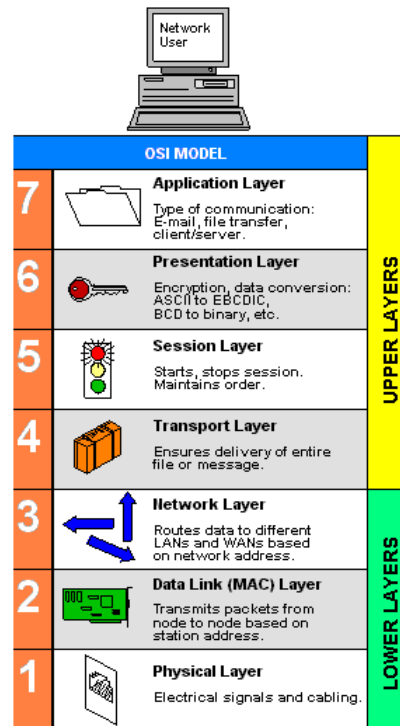 Network
User
OSI MODEL
7
Application Layer
Type of communication:
E-mail, file transfer,
client/server.
6
Presentation Layer
Encryption, data conversion:
ASCII to EBCDIC,
BCD to binary, etc.
5
Session Layer
Starts, stops session.
Maintains order.
4
Transport Layer
Ensures delivery of entire
file or message.
UPPER LAYERS
3
Network Layer
Routes data to different
LANs and WANs based
on network address.
2
Data Link (MAC) Layer
Transmits packets from
node to node based on
station address.
1
Physical Layer
Electrical signals and cabling.
LOWER LAYERS